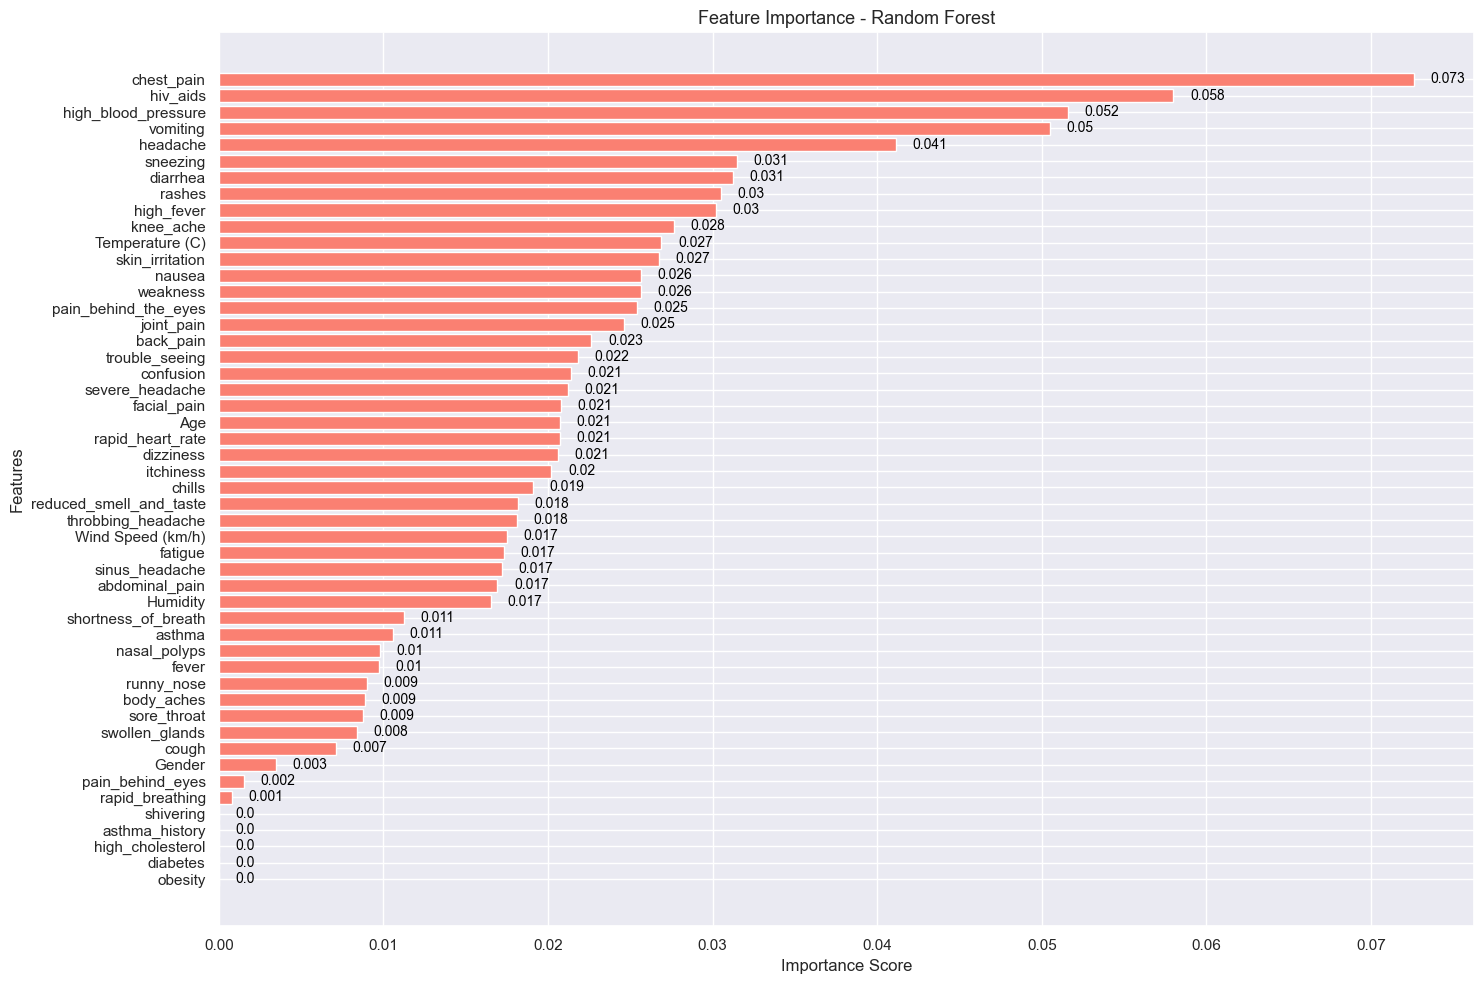 Feature Importance - Random Forest
Features
chest_pain 0.073
hiv_aids 0.058
high_blood_pressure 0.052
vomiting 0.05
headache 0.041
sneezing 0.031
diarrhea 0.031
rashes 0.03
high_fever 0.03
knee_ache 0.028
Temperature (C) 0.027
skin_irritation 0.027
nausea 0.026
weakness 0.026
pain_behind_the_eyes 0.025
joint_pain 0.025
back_pain 0.023
trouble_seeing 0.022
confusion 0.021
severe_headache 0.021
facial_pain 0.021
Age 0.021
rapid_heart_rate 0.021
dizziness 0.021
itchiness 0.02
chills 0.019
reduced_smell_and_taste 0.018
throbbing_headache 0.018
Wind Speed (km/h) 0.017
fatigue 0.017
sinus_headache 0.017
abdominal_pain 0.017
Humidity 0.017
shortness_of_breath 0.011
asthma 0.011
nasal_polyps 0.01
fever 0.01
runny_nose 0.009
body_aches 0.009
sore_throat 0.009
swollen_glands 0.008
cough 0.007
Gender 0.003
pain_behind_eyes 0.002
rapid_breathing 0.001
shivering 0.0
asthma_history 0.0
high_cholesterol 0.0
diabetes 0.0
obesity 0.0
0.00 0.01 0.02 0.03 0.04 0.05 0.06 0.07
Importance Score